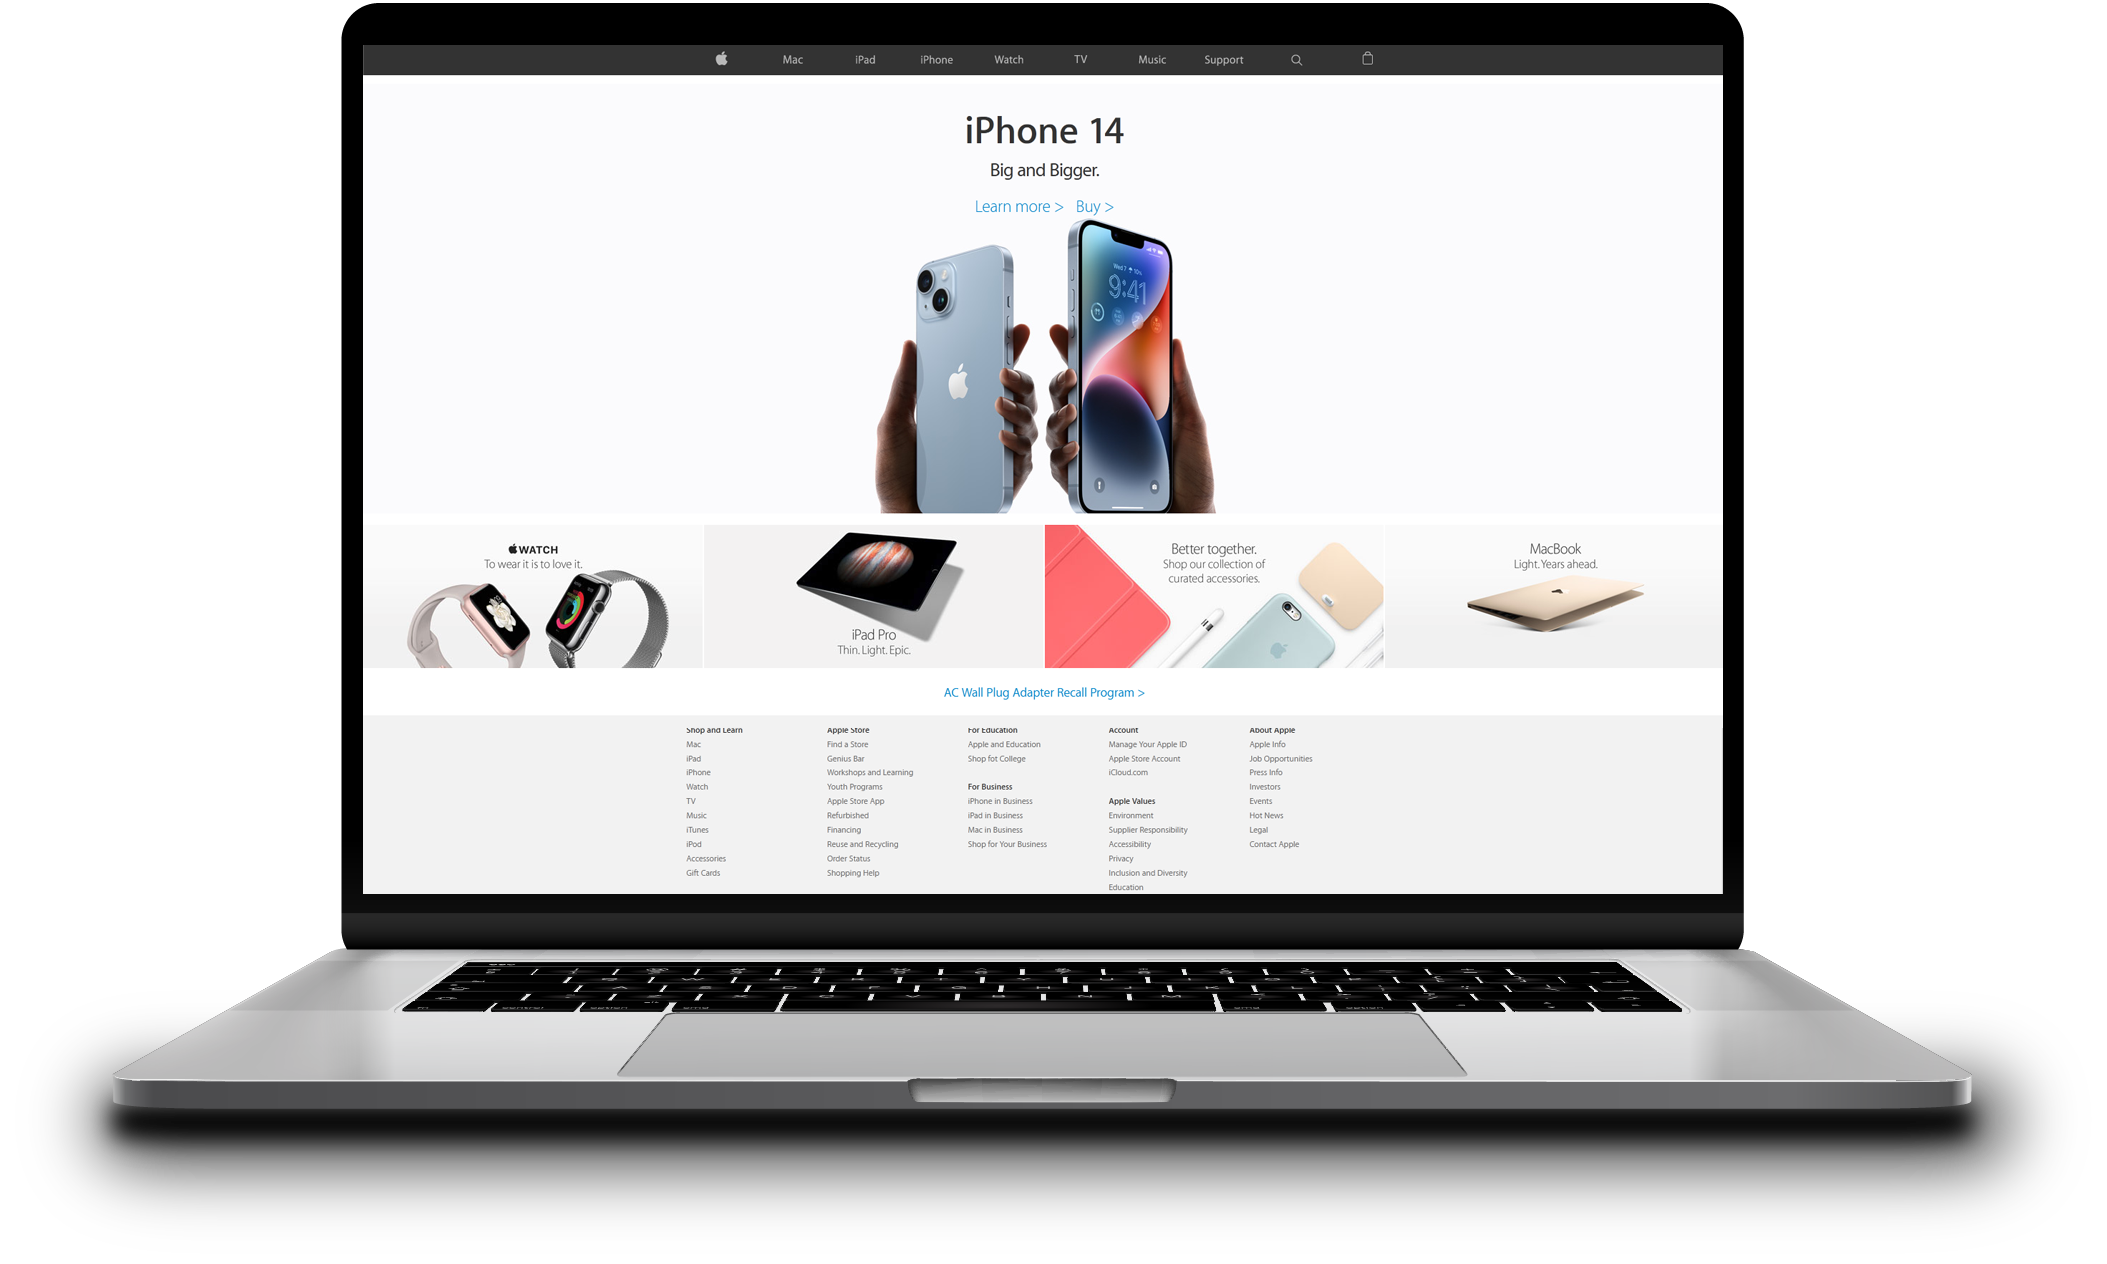 Mac iPad iPhone Watch TV Music Support
iPhone 14
Big and Bigger.
Learn more > Buy >
Wed 7 10%
9:41
WATCH
To wear it is to love it.
iPad Pro
Thin. Light. Epic.
Better together.
Shop our collection of
curated accessories.
MacBook
Light. Years ahead.
AC Wall Plug Adapter Recall Program >
Shop and Learn
Mac
iPad
iPhone
Watch
TV
Music
iTunes
iPod
Accessories
Gift Cards
Apple Store
Find a Store
Genius Bar
Workshops and Learning
Youth Programs
Apple Store App
Refurbished
Financing
Reuse and Recycling
Order Status
Shopping Help
For Education
Apple and Education
Shop fot College
For Business
iPhone in Business
iPad in Business
Mac in Business
Shop for Your Business
Account
Manage Your Apple ID
Apple Store Account
iCloud.com
Apple Values
Environment
Supplier Responsibility
Accessibility
Privacy
Inclusion and Diversity
Education
About Apple
Apple Info
Job Opportunities
Press Info
Investors
Events
Hot News
Legal
Contact Apple